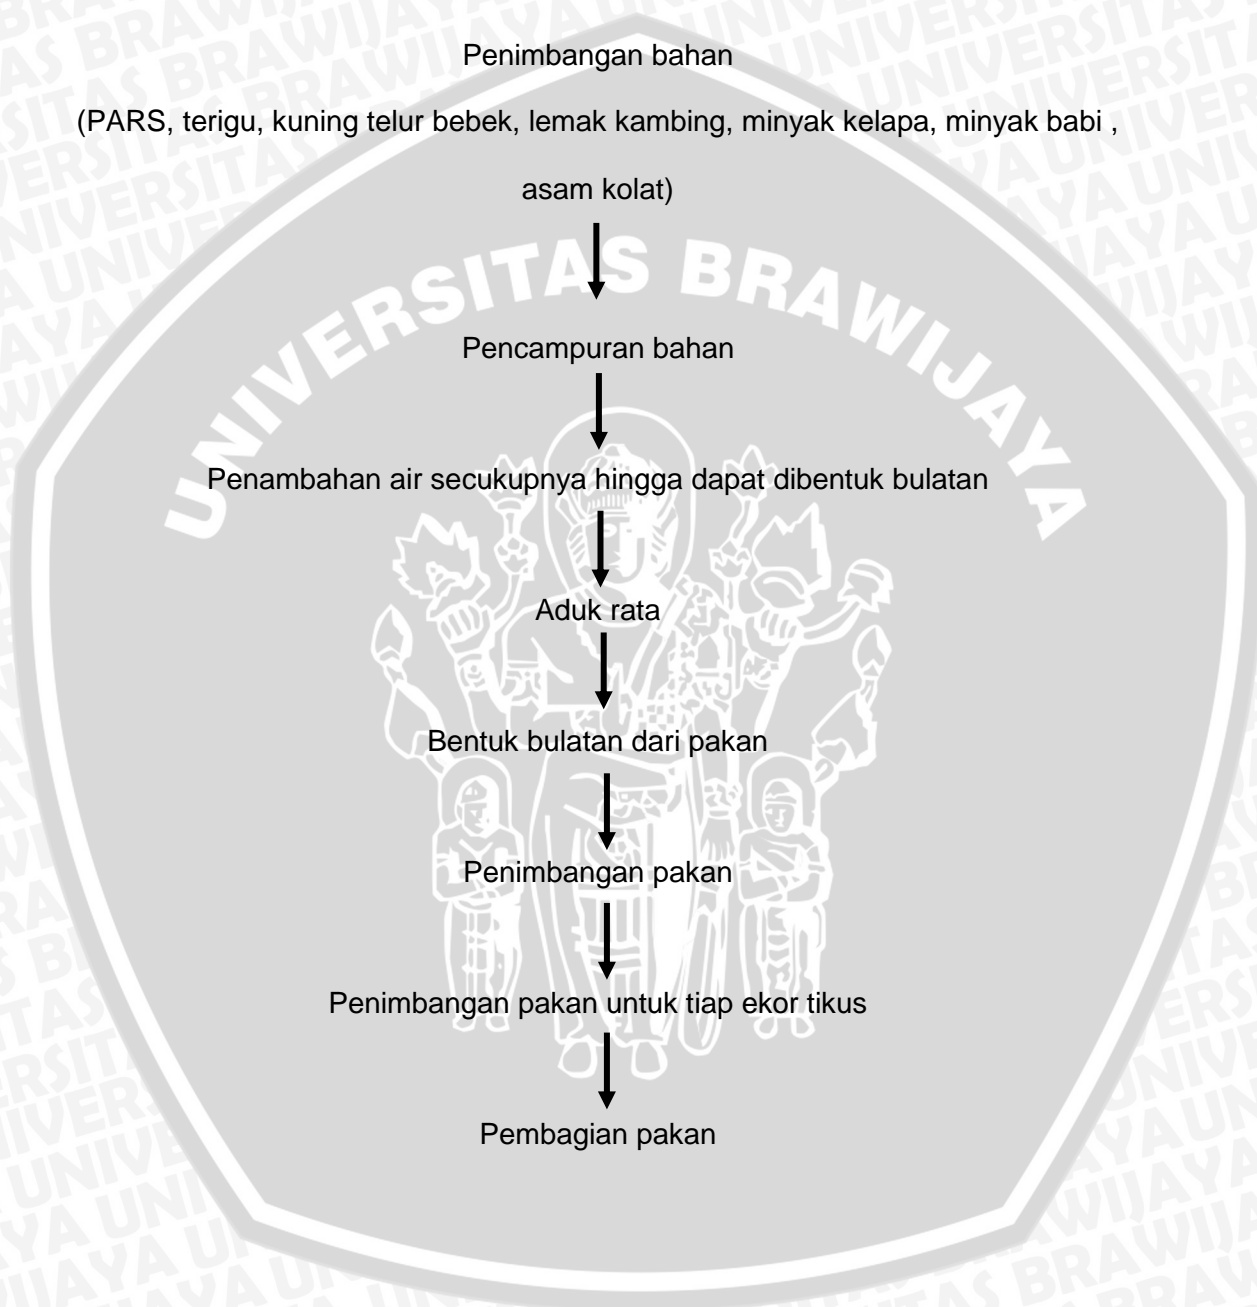 Penimbangan bahan
(PARS, terigu, kuning telur bebek, lemak kambing, minyak kelapa, minyak babi ,
asam kolat)
UNIVERSITAS BRAWIJAYA
Pencampuran bahan
Penambahan air secukupnya hingga dapat dibentuk bulatan
Aduk rata
Bentuk bulatan dari pakan
Penimbangan pakan
Penimbangan pakan untuk tiap ekor tikus
Pembagian pakan